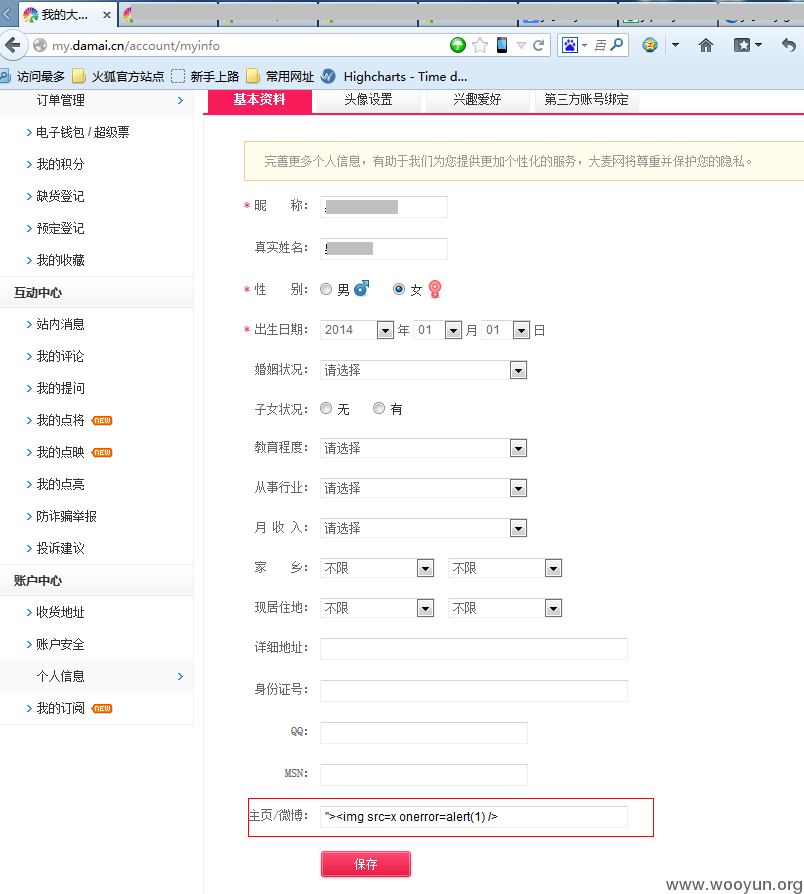 我的大...
my.damai.cn/account/myinfo
百
访问最多 火狐官方站点 新手上路 常用网址 Highcharts - Time d...
订单管理
电子钱包 / 超级票
我的积分
缺货登记
预定登记
我的收藏
互动中心
站内消息
我的评论
我的提问
我的点将 NEW
我的点映 NEW
我的点亮
防诈骗举报
投诉建议
账户中心
收货地址
账户安全
个人信息
我的订阅 NEW
基本资料 头像设置 兴趣爱好 第三方账号绑定
完善更多个人信息，有助于我们为您提供更加个性化的服务，大麦网将尊重并保护您的隐私。
* 昵 称：
真实姓名：
* 性 别： 男 女
* 出生日期： 2014 年 01 月 01 日
婚姻状况： 请选择
子女状况： 无 有
教育程度： 请选择
从事行业： 请选择
月 收 入： 请选择
家 乡： 不限 不限
现居住地： 不限 不限
详细地址：
身份证号：
QQ：
MSN：
主页/微博： "><img src=x onerror=alert(1) />
保存
www.wooyun.org